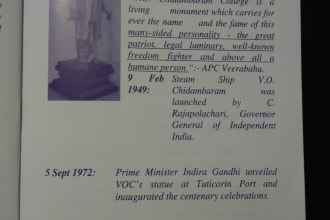 V.O. Chidambaram College is a
living monument which carries for
ever the name and the fame of this
many-sided personality - the great
patriot, legal luminary, well-known
freedom fighter and above all a
humane person.":- APC Veerabahu.
9 Feb 1949: Steam Ship V.O.
Chidambaram was
launched by C.
Rajapolachari, Governor
General of Independent
India.
5 Sept 1972: Prime Minister Indira Gandhi unveiled
VOC's statue at Tuticorin Port and
inaugurated the centenary celebrations.